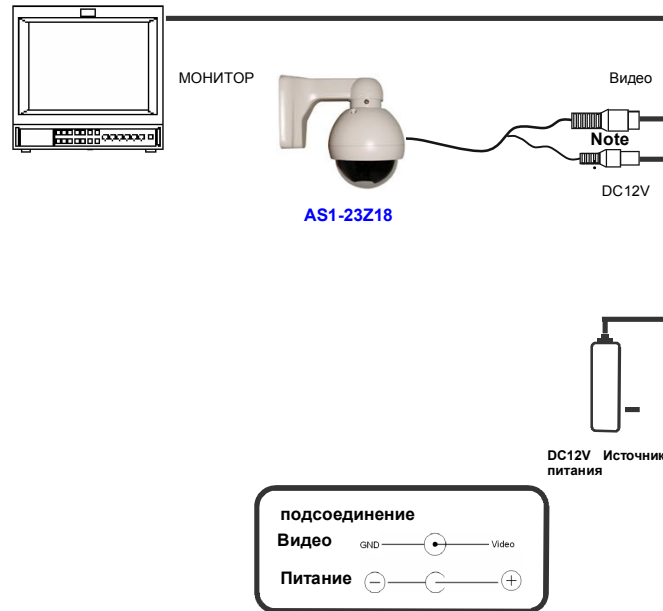 МОНИТОР
Видео
Note
DC12V
AS1-23Z18
DC12V Источник
питания
подсоединение
Видео GND Video
Питание − +